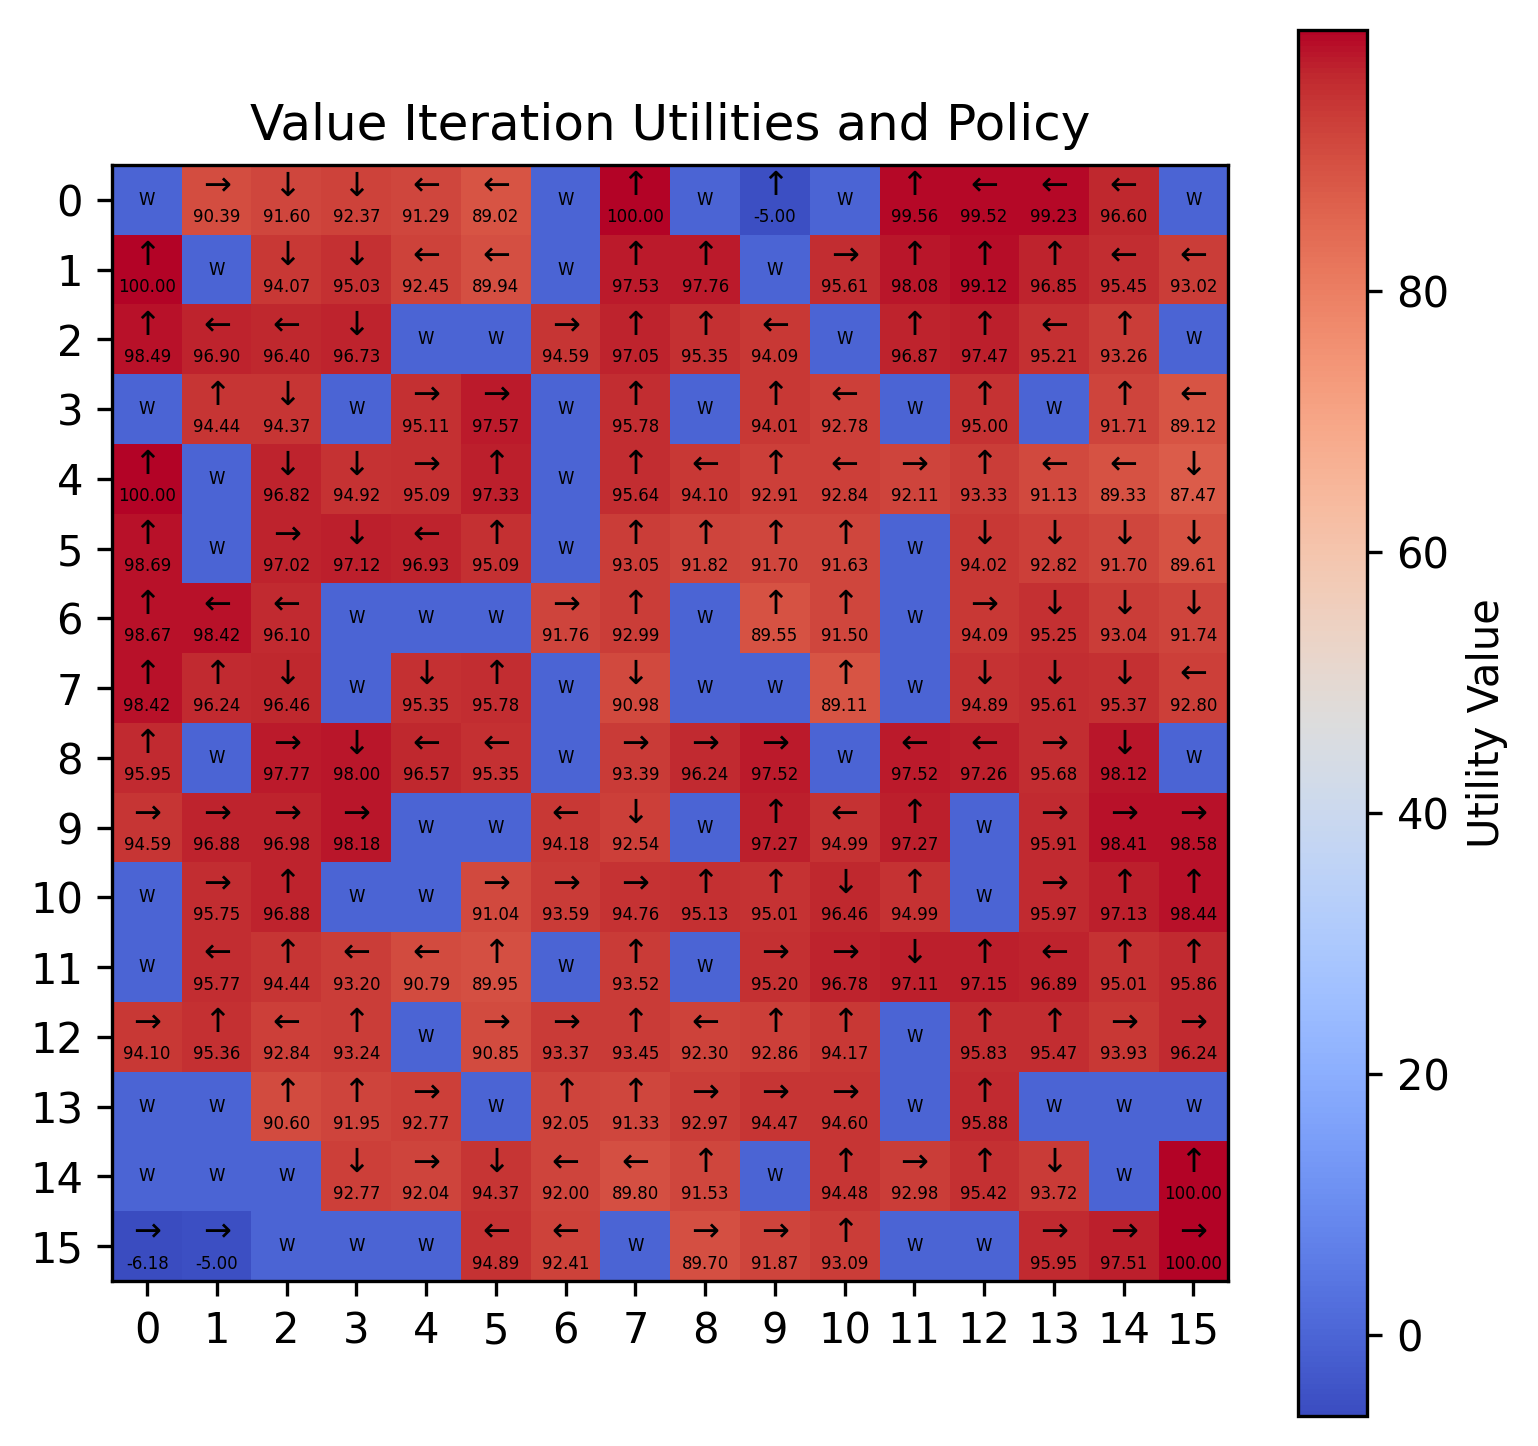 Value Iteration Utilities and Policy
0 W → 90.39 ↓ 91.60 ↓ 92.37 ← 91.29 ← 89.02 W ↑ 100.00 W ↑ -5.00 W ↑ 99.56 ← 99.52 ← 99.23 ← 96.60 W
1 ↑ 100.00 W ↓ 94.07 ↓ 95.03 ← 92.45 ← 89.94 W ↑ 97.53 ↑ 97.76 W → 95.61 ↑ 98.08 ↑ 99.12 ↑ 96.85 ← 95.45 ← 93.02
2 ↑ 98.49 ← 96.90 ← 96.40 ↓ 96.73 W W → 94.59 ↑ 97.05 ↑ 95.35 ← 94.09 W ↑ 96.87 ↑ 97.47 ← 95.21 ↑ 93.26 W
3 W ↑ 94.44 ↓ 94.37 W → 95.11 → 97.57 W ↑ 95.78 W ↑ 94.01 ← 92.78 W ↑ 95.00 W ↑ 91.71 ← 89.12
4 ↑ 100.00 W ↓ 96.82 ↓ 94.92 → 95.09 ↑ 97.33 W ↑ 95.64 ← 94.10 ↑ 92.91 ← 92.84 → 92.11 ↑ 93.33 ← 91.13 ← 89.33 ↓ 87.47
5 ↑ 98.69 W → 97.02 ↓ 97.12 ← 96.93 ↑ 95.09 W ↑ 93.05 ↑ 91.82 ↑ 91.70 ↑ 91.63 W ↓ 94.02 ↓ 92.82 ↓ 91.70 ↓ 89.61
6 ↑ 98.67 ← 98.42 ← 96.10 W W W → 91.76 ↑ 92.99 W ↑ 89.55 ↑ 91.50 W → 94.09 ↓ 95.25 ↓ 93.04 ↓ 91.74
7 ↑ 98.42 ↑ 96.24 ↓ 96.46 W ↓ 95.35 ↑ 95.78 W ↓ 90.98 W W ↑ 89.11 W ↓ 94.89 ↓ 95.61 ↓ 95.37 ← 92.80
8 ↑ 95.95 W → 97.77 ↓ 98.00 ← 96.57 ← 95.35 W → 93.39 → 96.24 → 97.52 W ← 97.52 ← 97.26 → 95.68 ↓ 98.12 W
9 → 94.59 → 96.88 → 96.98 → 98.18 W W ← 94.18 ↓ 92.54 W ↑ 97.27 ← 94.99 ↑ 97.27 W → 95.91 → 98.41 → 98.58
10 W → 95.75 ↑ 96.88 W W → 91.04 → 93.59 → 94.76 ↑ 95.13 ↑ 95.01 ↓ 96.46 ↑ 94.99 W → 95.97 ↑ 97.13 ↑ 98.44
11 W ← 95.77 ↑ 94.44 ← 93.20 ← 90.79 ↑ 89.95 W ↑ 93.52 W → 95.20 → 96.78 ↓ 97.11 ↑ 97.15 ← 96.89 ↑ 95.01 ↑ 95.86
12 → 94.10 ↑ 95.36 ← 92.84 ↑ 93.24 W → 90.85 → 93.37 ↑ 93.45 ← 92.30 ↑ 92.86 ↑ 94.17 W ↑ 95.83 ↑ 95.47 → 93.93 → 96.24
13 W W ↑ 90.60 ↑ 91.95 → 92.77 W ↑ 92.05 ↑ 91.33 → 92.97 → 94.47 → 94.60 W ↑ 95.88 W W W
14 W W W ↓ 92.77 → 92.04 ↓ 94.37 ← 92.00 ← 89.80 ↑ 91.53 W ↑ 94.48 → 92.98 ↑ 95.42 ↓ 93.72 W ↑ 100.00
15 → -6.18 → -5.00 W W W ← 94.89 ← 92.41 W → 89.70 → 91.87 ↑ 93.09 W W → 95.95 → 97.51 → 100.00
0 1 2 3 4 5 6 7 8 9 10 11 12 13 14 15
80
60
40
20
0
Utility Value